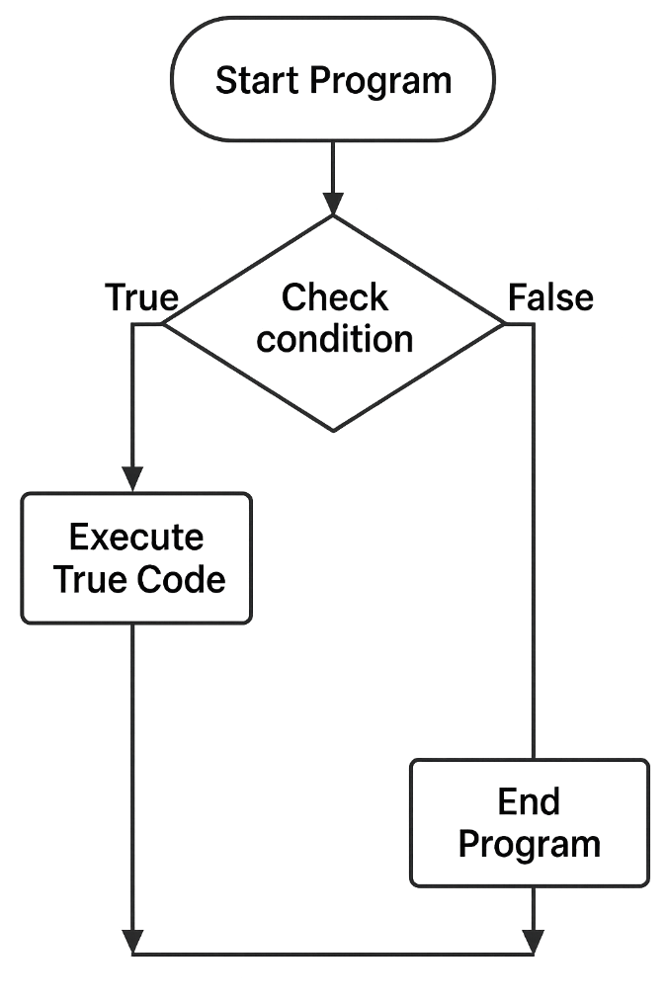 Start Program
True
Check
condition
False
Execute
True Code
End
Program